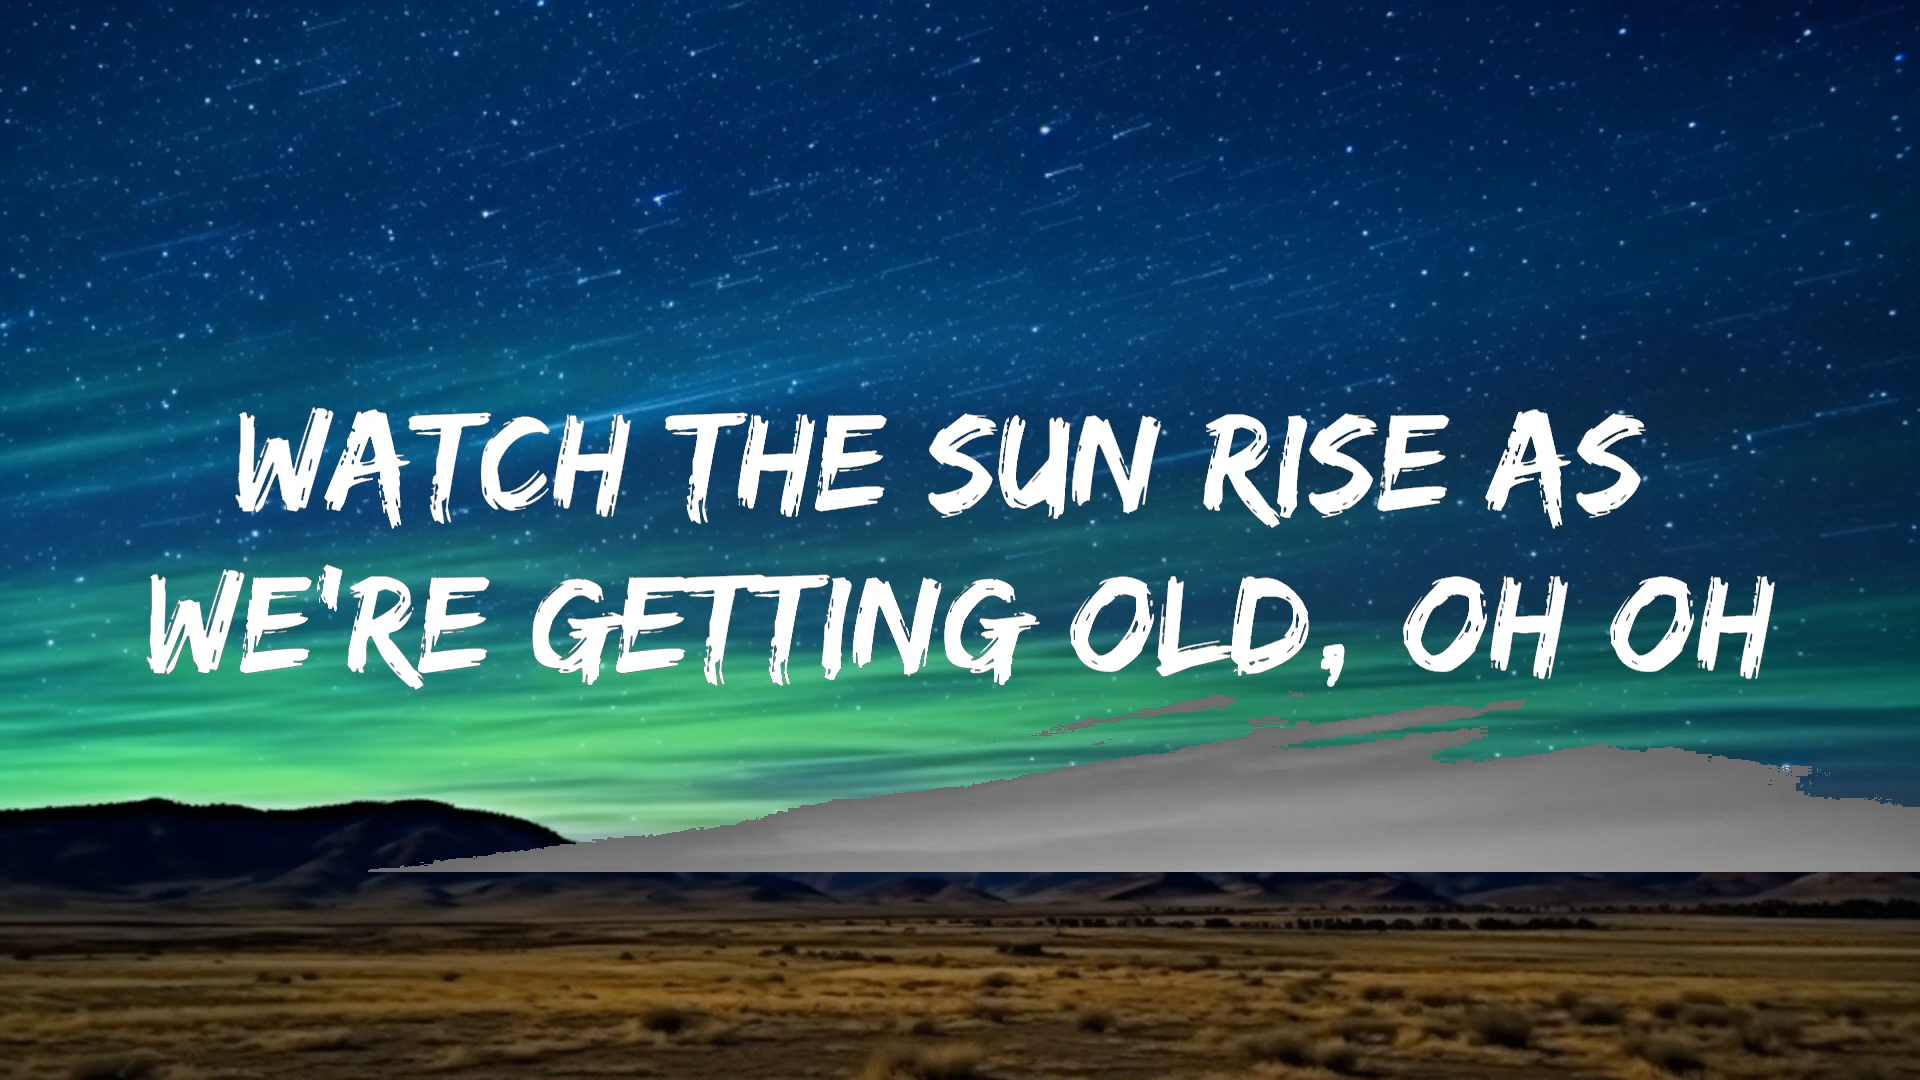 WATCH THE SUN RISE AS
WE'RE GETTING OLD, OH OH